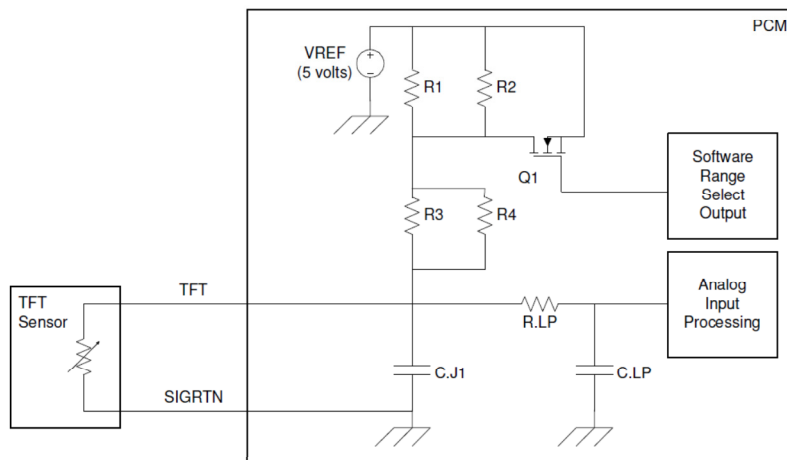 PCM
VREF
(5 volts)
R1
R2
Q1
Software
Range
Select
Output
R3
R4
TFT
Sensor
TFT
R.LP
Analog
Input
Processing
C.J1
C.LP
SIGRTN